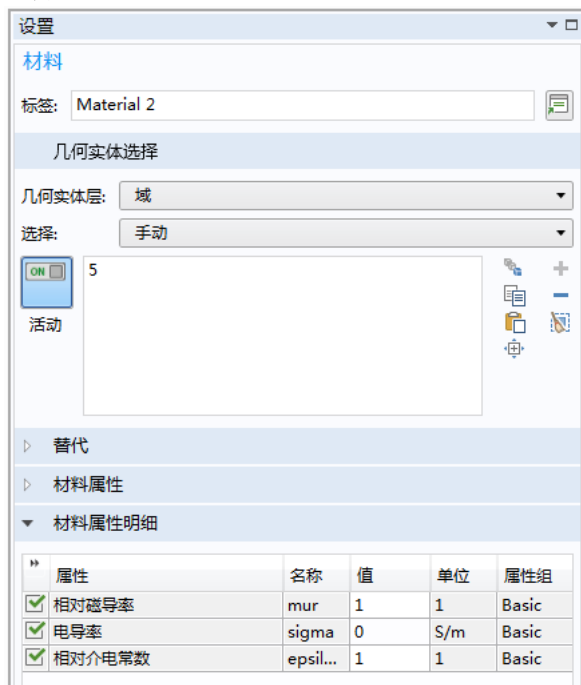 设置
材料
标签: Material 2
几何实体选择
几何实体层: 域
选择: 手动
ON 5
活动
替代
材料属性
材料属性明细
属性 名称 值 单位 属性组
相对磁导率 mur 1 1 Basic
电导率 sigma 0 S/m Basic
相对介电常数 epsil... 1 1 Basic